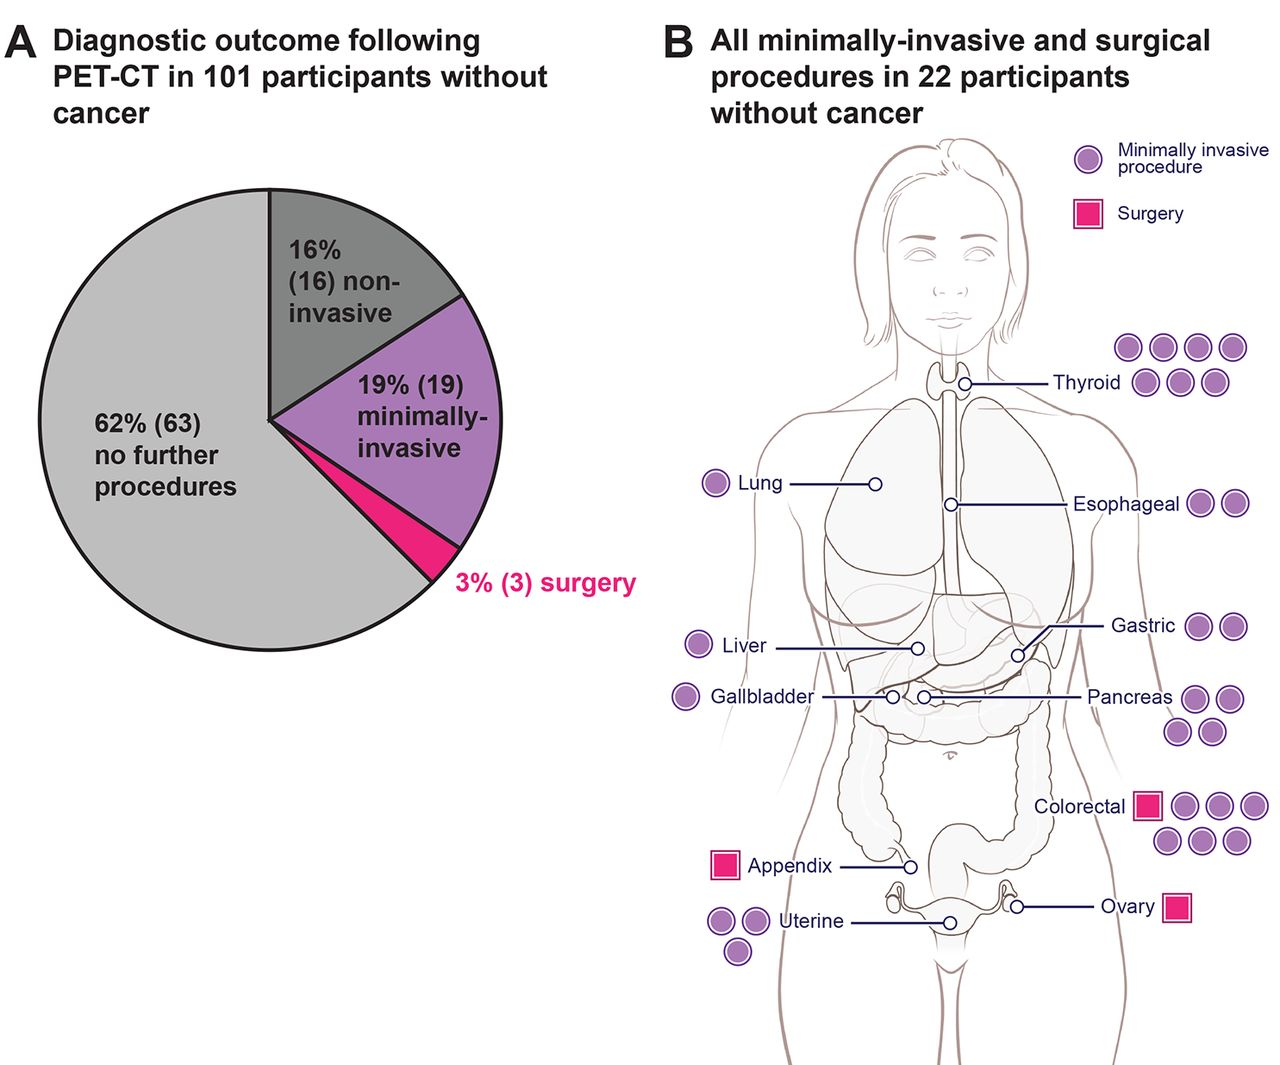 A
Diagnostic outcome following
PET-CT in 101 participants without
cancer
16%
(16) non-
invasive
19% (19)
minimally-
invasive
62% (63)
no further
procedures
3% (3) surgery
B
All minimally-invasive and surgical
procedures in 22 participants
without cancer
Minimally invasive
procedure
Surgery
Thyroid
Lung
Esophageal
Gastric
Liver
Gallbladder
Pancreas
Colorectal
Appendix
Ovary
Uterine